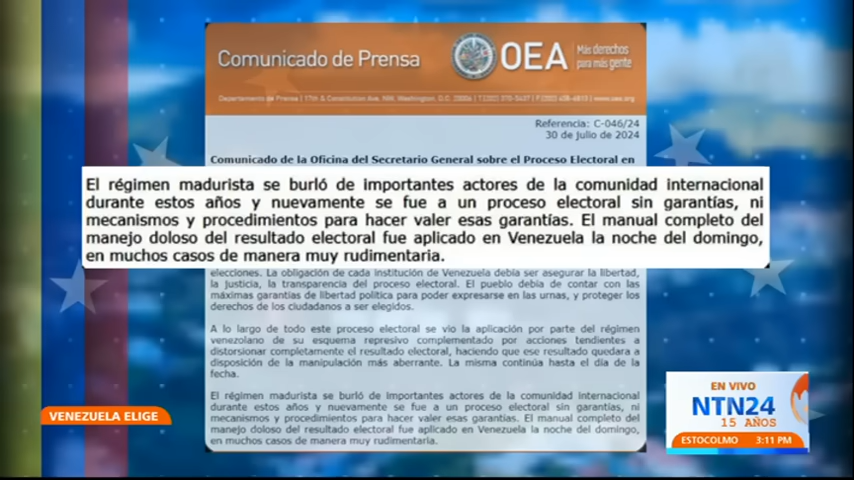 Comunicado de Prensa
OEA
Más derechos
para más gente
Departamento de Prensa | 17th & Constitution Ave, NW, Washington, D.C. 20006 |
www.oas.org
Referencia: C-046/24
30 de julio de 2024
Comunicado de la Oficina del Secretario General sobre el Proceso Electoral en
El régimen madurista se burló de importantes actores de la comunidad internacional
durante estos años y nuevamente se fue a un proceso electoral sin garantías, ni
mecanismos y procedimientos para hacer valer esas garantías. El manual completo del
manejo doloso del resultado electoral fue aplicado en Venezuela la noche del domingo,
en muchos casos de manera muy rudimentaria.
elecciones. La obligación de cada institución de Venezuela debía ser asegurar la libertad,
la justicia, la transparencia del proceso electoral. El pueblo debía de contar con las
máximas garantías de libertad política para poder expresarse en las urnas, y proteger los
derechos de los ciudadanos a ser elegidos.
A lo largo de todo este proceso electoral se vio la aplicación por parte del régimen
venezolano de su esquema represivo complementado por acciones tendientes a
distorsionar completamente el resultado electoral, haciendo que ese resultado quedara a
disposición de la manipulación más aberrante. La misma continúa hasta el día de la
fecha.
El régimen madurista se burló de importantes actores de la comunidad internacional
durante estos años y nuevamente se fue a un proceso electoral sin garantías, ni
mecanismos y procedimientos para hacer valer esas garantías. El manual completo del
manejo doloso del resultado electoral fue aplicado en Venezuela la noche del domingo,
en muchos casos de manera muy rudimentaria.
VENEZUELA ELIGE
EN VIVO
NTN24
15 AÑOS
ESTOCOLMO 3:11 PM